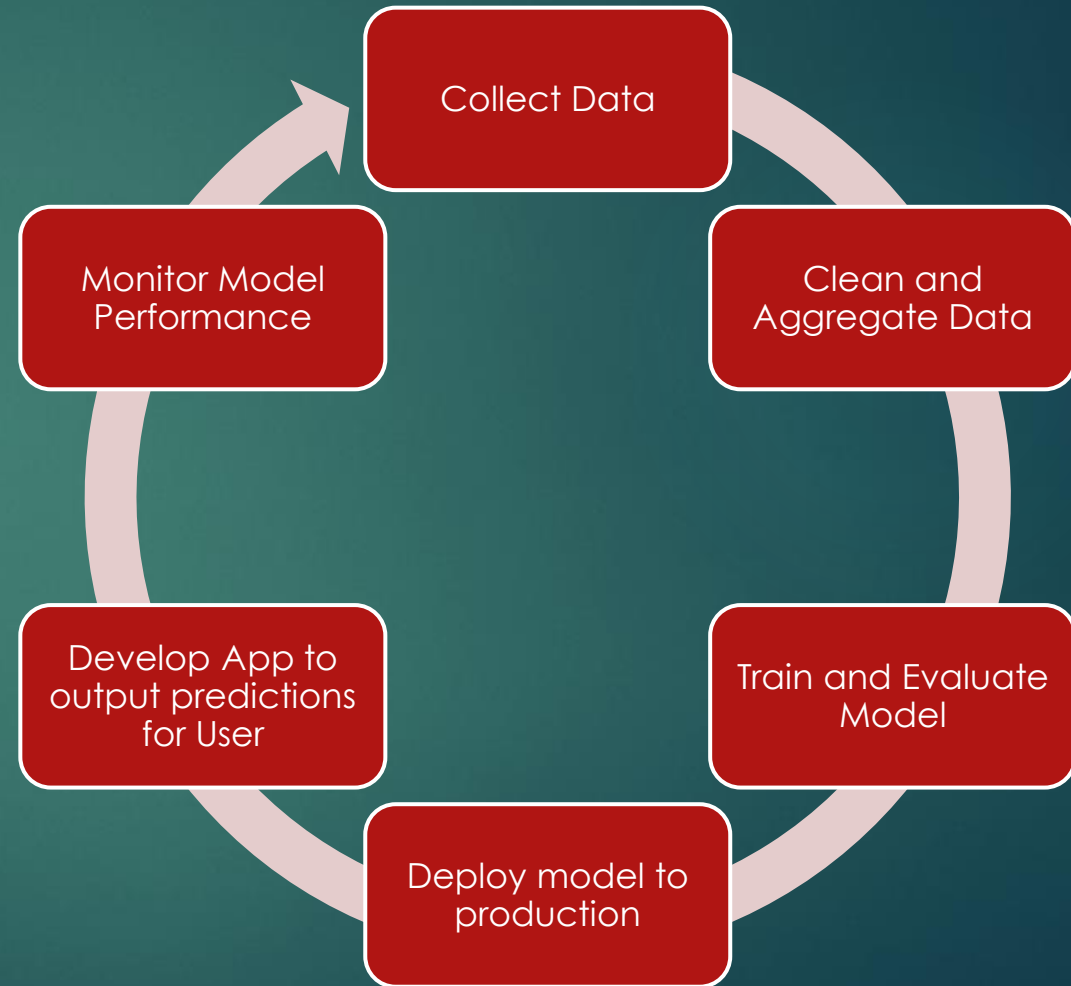 Collect Data
Clean and
Aggregate Data
Train and Evaluate
Model
Deploy model to
production
Develop App to
output predictions
for User
Monitor Model
Performance